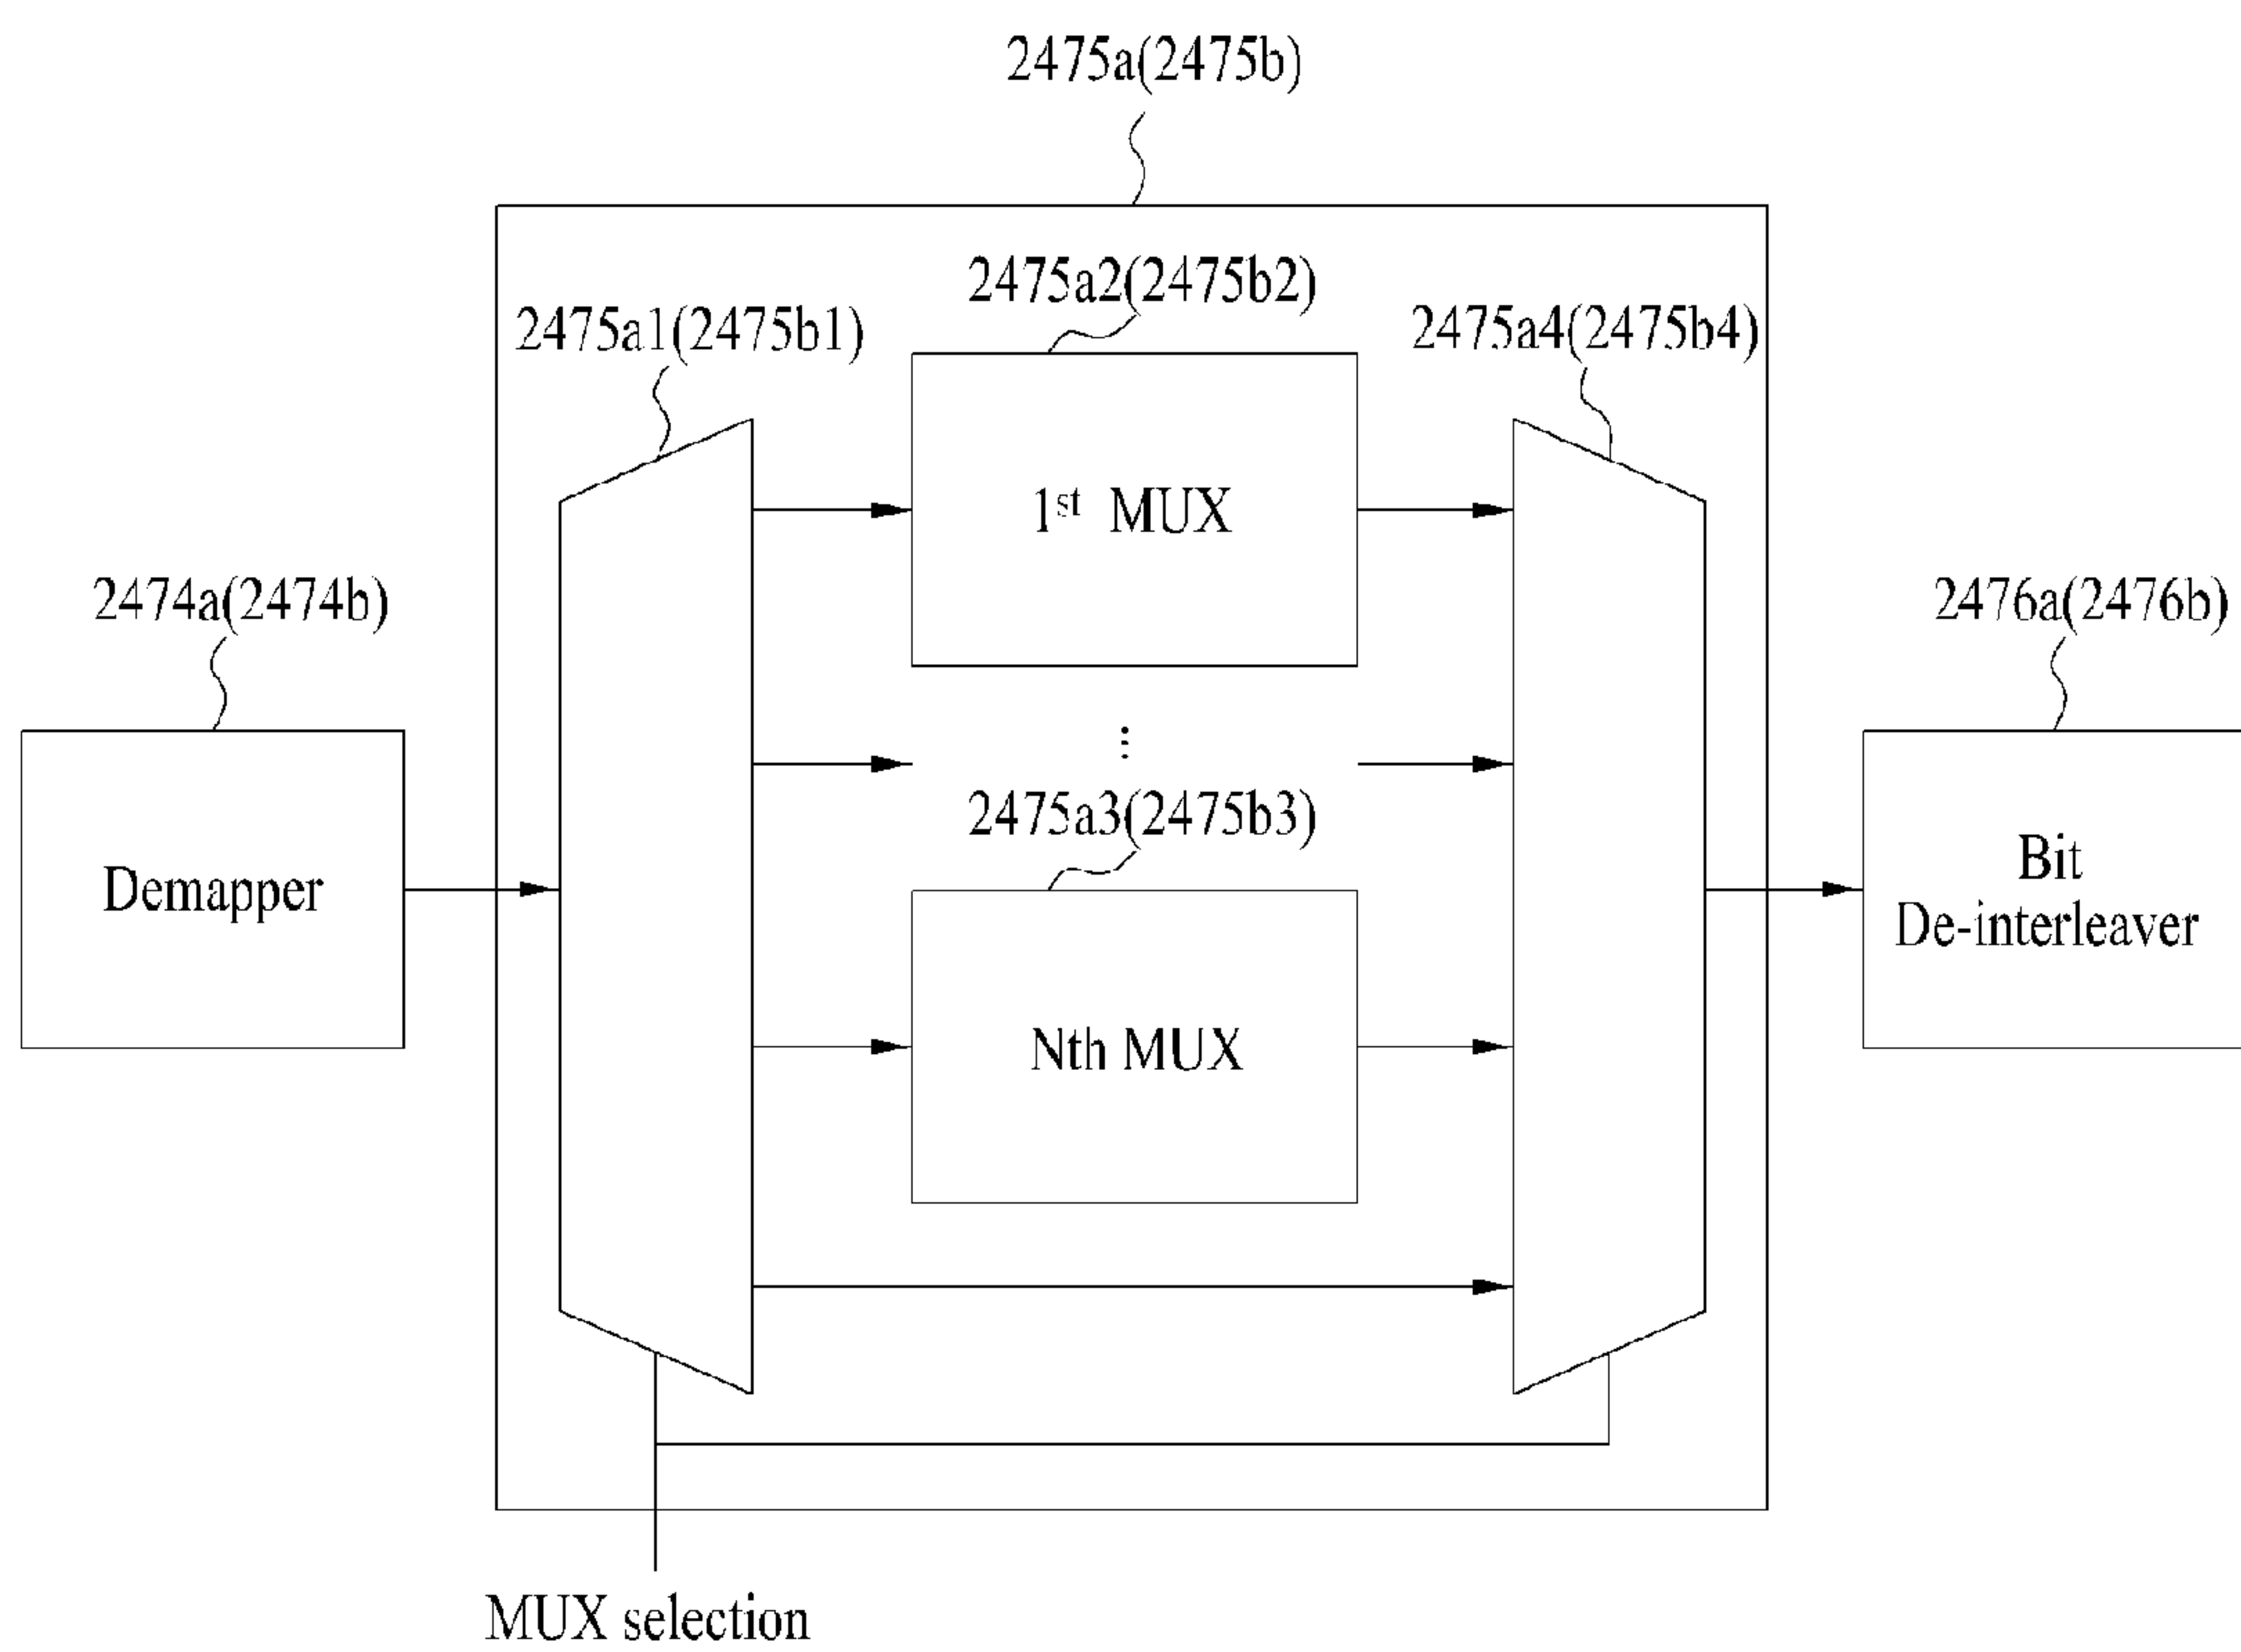 2475a(2475b)
2475a2(2475b2)
2475a1(2475b1)
2475a4(2475b4)
1st MUX
2474a(2474b)
2476a(2476b)
...
2475a3(2475b3)
Demapper
Bit
De-interleaver
Nth MUX
MUX selection